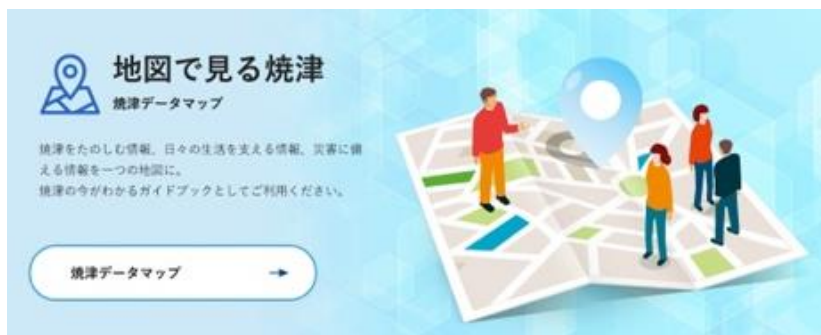 地図で見る焼津
焼津データマップ
焼津をたのしむ情報、日々の生活を支える情報、災害に備
える情報を一つの地図に。
焼津の今がわかるガイドブックとしてご利用ください。
焼津データマップ